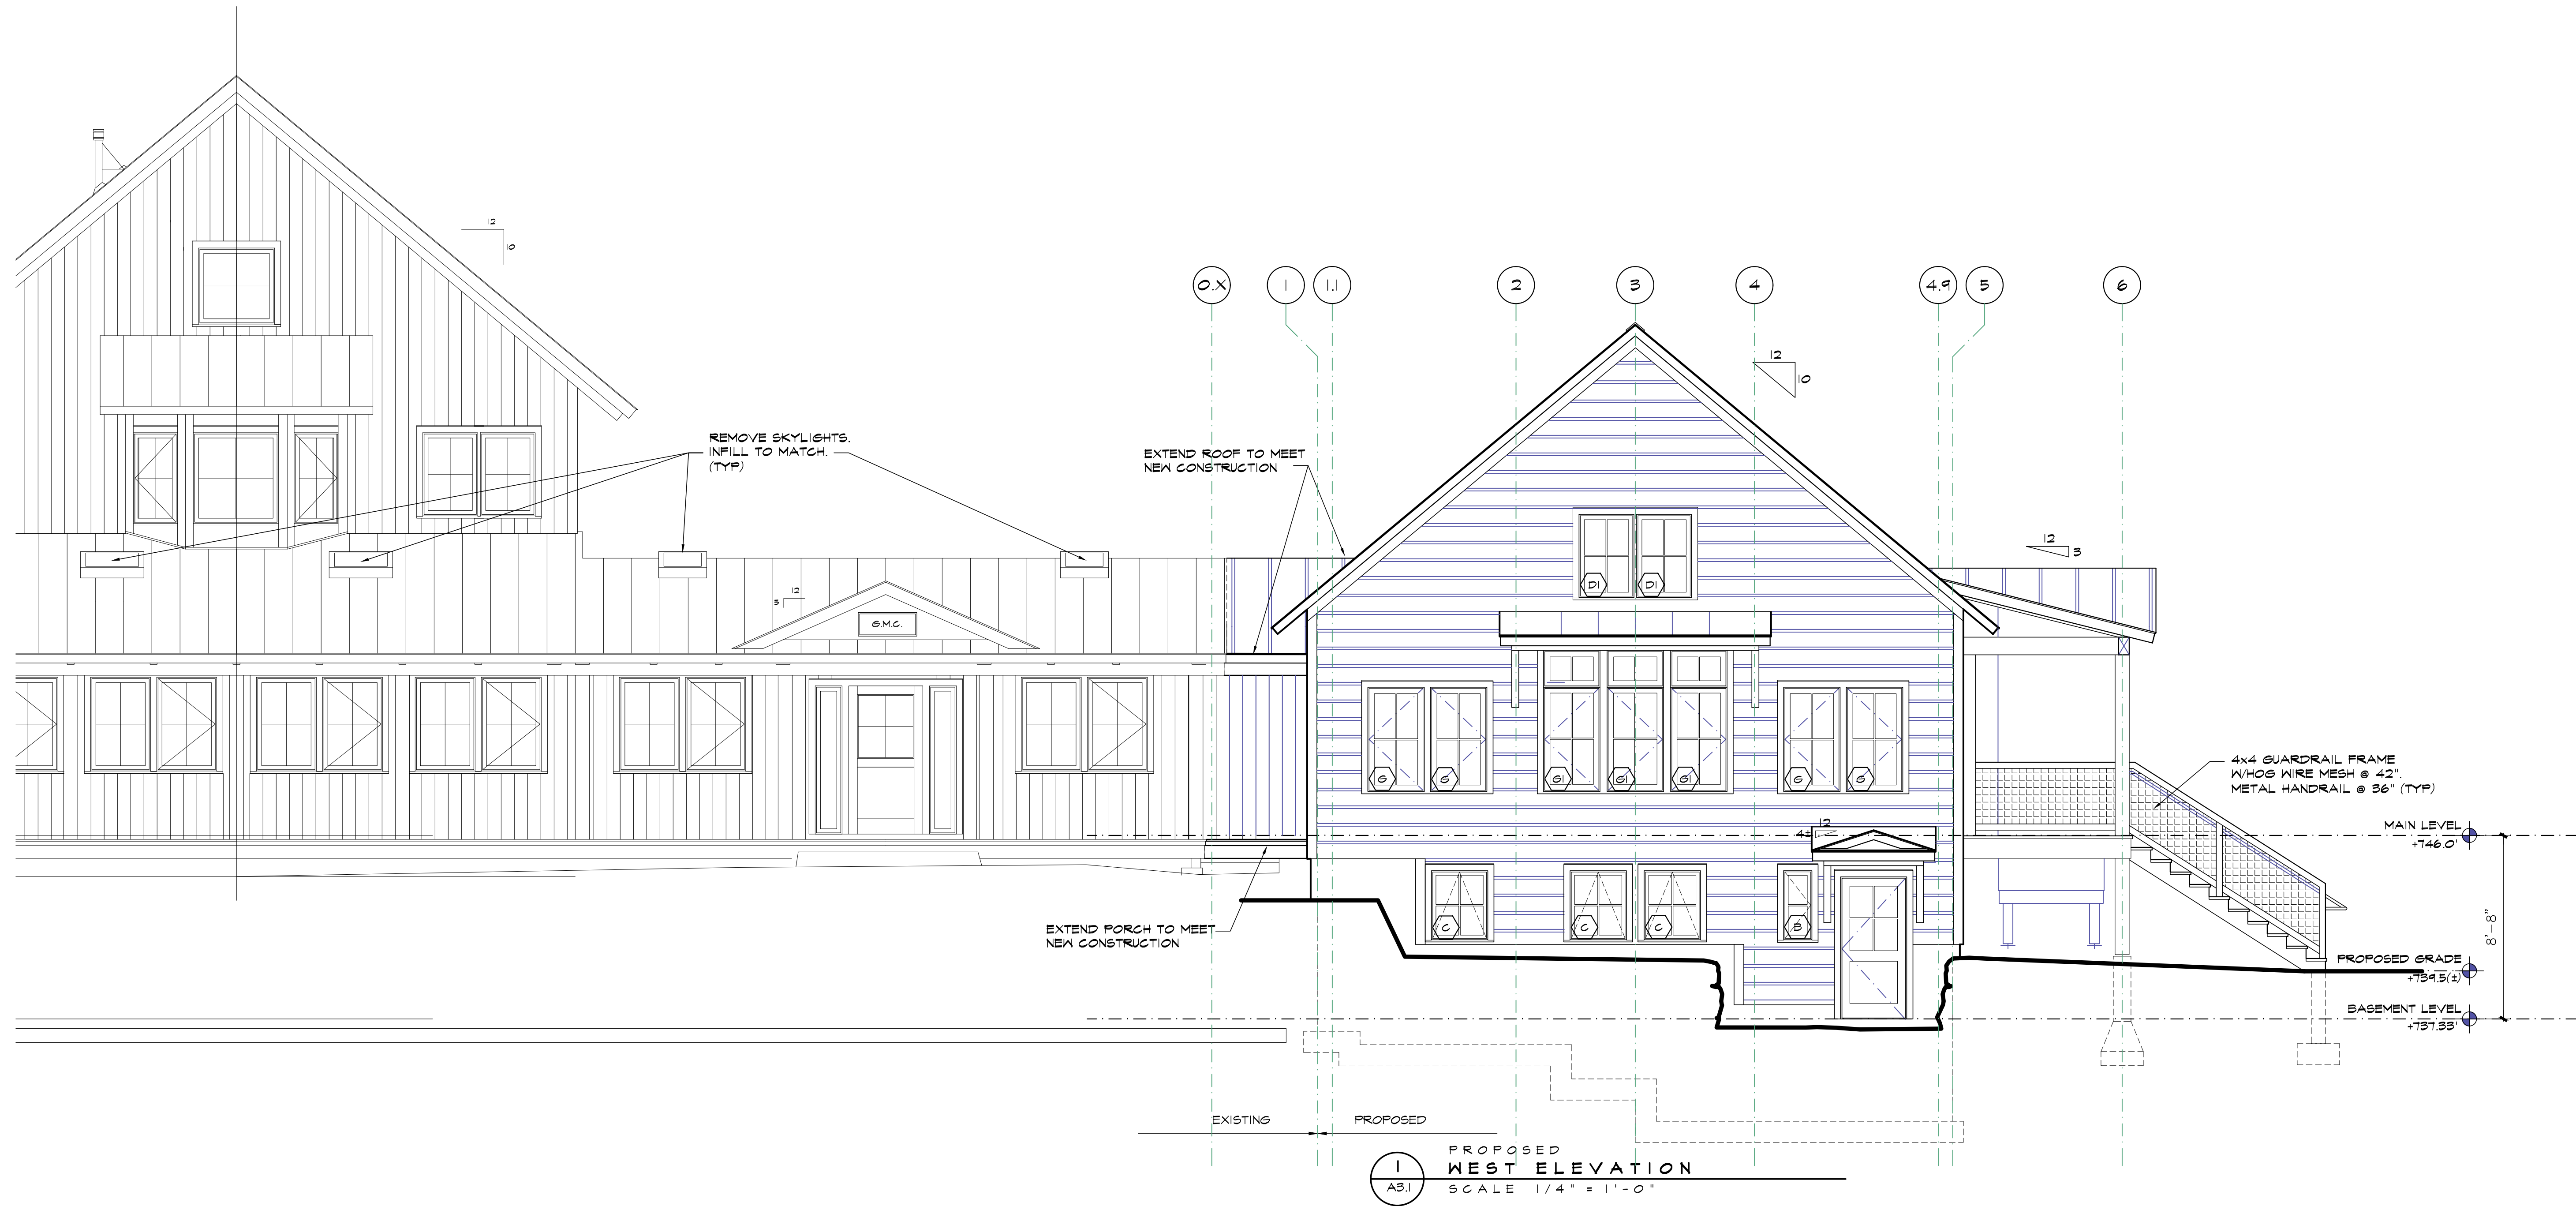 12
10
0.X
1
1.1
2
3
4
4.9
5
6
12
10
REMOVE SKYLIGHTS.
INFILL TO MATCH.
(TYP)
EXTEND ROOF TO MEET
NEW CONSTRUCTION
12
3
D1
D1
12
5
G.M.C.
G
G
G1
G1
G1
G
G
4x4 GUARDRAIL FRAME
W/HOG WIRE MESH @ 42".
METAL HANDRAIL @ 36" (TYP)
12
4±
MAIN LEVEL
+746.0'
C
C
C
B
8'-8"
EXTEND PORCH TO MEET
NEW CONSTRUCTION
PROPOSED GRADE
+739.5(±)
BASEMENT LEVEL
+737.33'
EXISTING
PROPOSED
1
A3.1
PROPOSED
WEST ELEVATION
SCALE 1/4" = 1'-0"